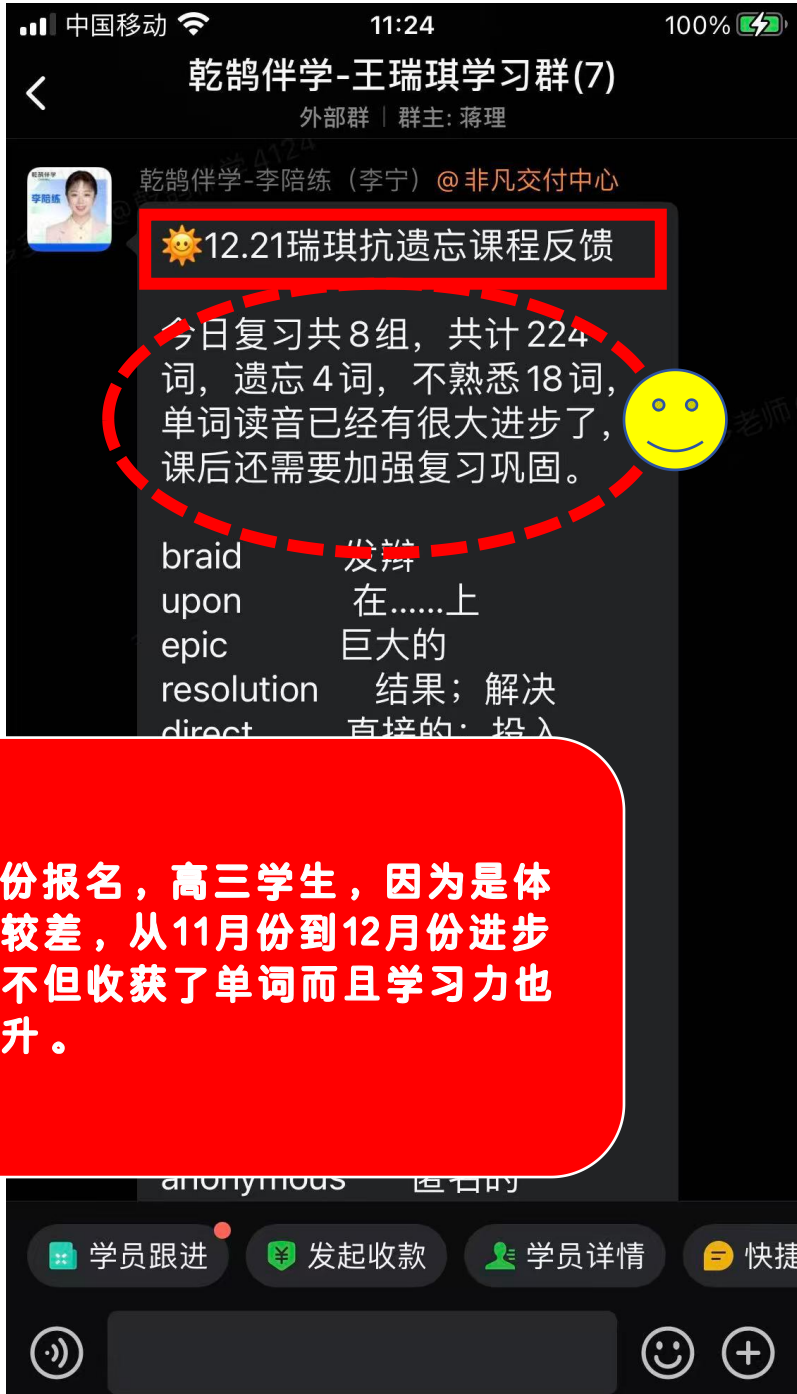 中国移动 11:24 100%
乾鹄伴学-王瑞琪学习群(7)
外部群 | 群主: 蒋理
乾鹄伴学-李陪练（李宁）@非凡交付中心
李陪练
12.21瑞琪抗遗忘课程反馈
今日复习共8组，共计224
词，遗忘4词，不熟悉18词，
单词读音已经有很大进步了，
课后还需要加强复习巩固。
braid 发辫
upon 在……上
epic 巨大的
resolution 结果；解决
direct 直接的；投入
份报名，高三学生，因为是体
较差，从11月份到12月份进步
不但收获了单词而且学习力也
升。
anonymous 匿名的
学员跟进 发起收款 学员详情 快捷